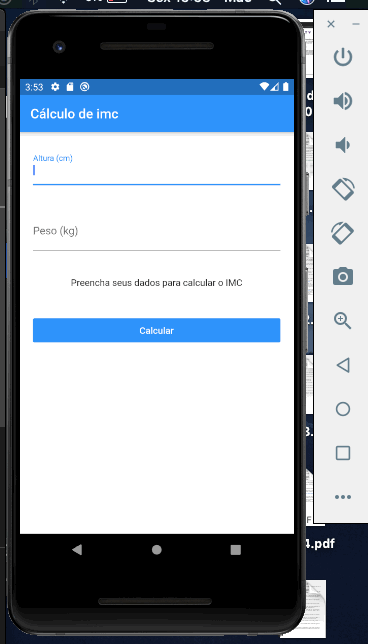 3:53
Cálculo de imc
Altura (cm)
Peso (kg)
Preencha seus dados para calcular o IMC
Calcular
4.pdf